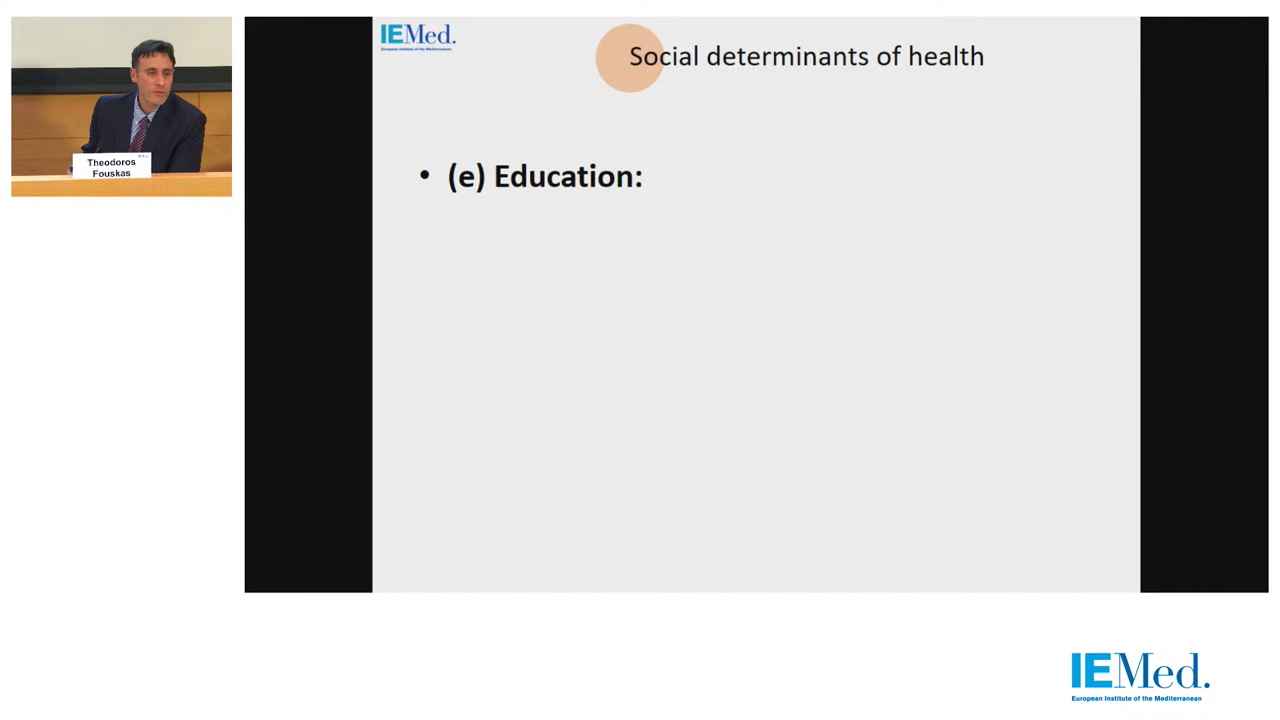 IEMed.
European Institute of the Mediterranean
Social determinants of health
• (e) Education:
Theodoros
Fouskas
IEMed.
European Institute of the Mediterranean